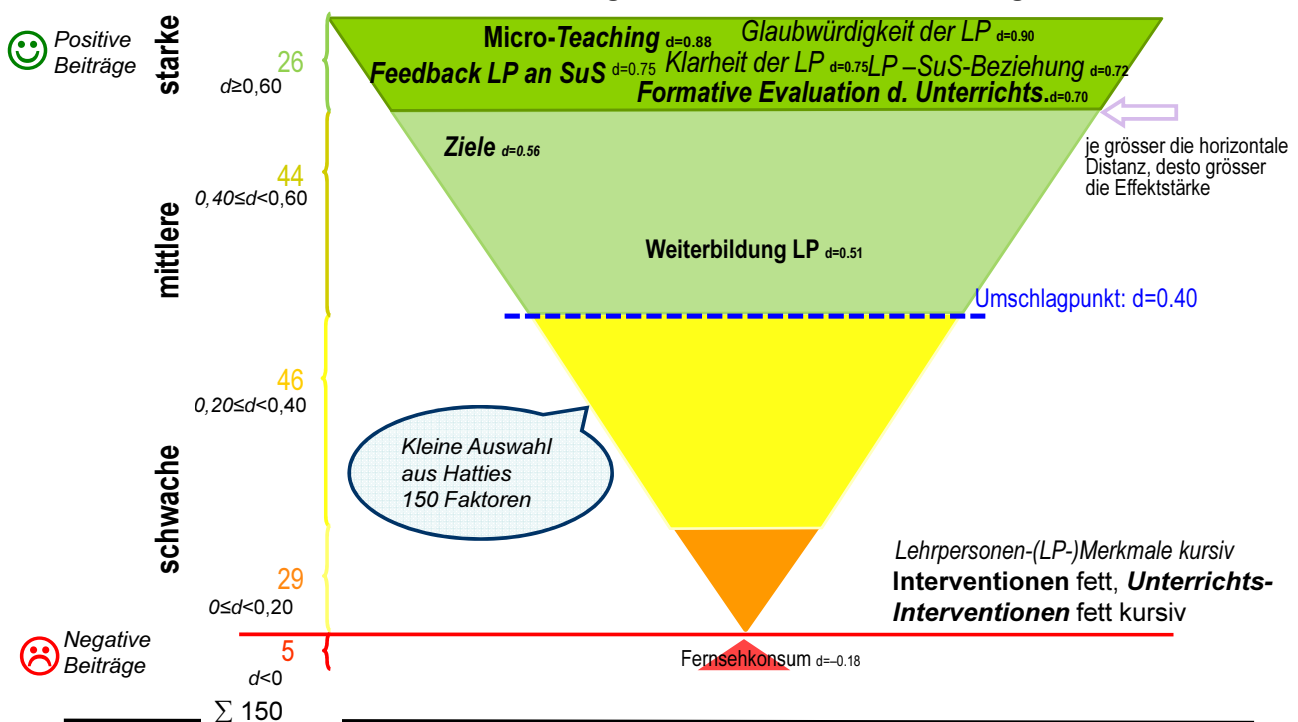 Positive
Beiträge
starke
26
d≥0,60
Micro-Teaching d=0.88 Glaubwürdigkeit der LP d=0.90
Feedback LP an SuS d=0.75 Klarheit der LP d=0.75 LP –SuS-Beziehung d=0.72
Formative Evaluation d. Unterrichts.d=0.70
je grösser die horizontale
Distanz, desto grösser
die Effektstärke
Ziele d=0.56
44
0,40≤d<0,60
mittlere
Weiterbildung LP d=0.51
Umschlagpunkt: d=0.40
46
0,20≤d<0,40
Kleine Auswahl
aus Hatties
150 Faktoren
schwache
29
0≤d<0,20
Lehrpersonen-(LP-)Merkmale kursiv
Interventionen fett, Unterrichts-
Interventionen fett kursiv
Negative
Beiträge
5
d<0
Fernsehkonsum d=–0.18
∑ 150